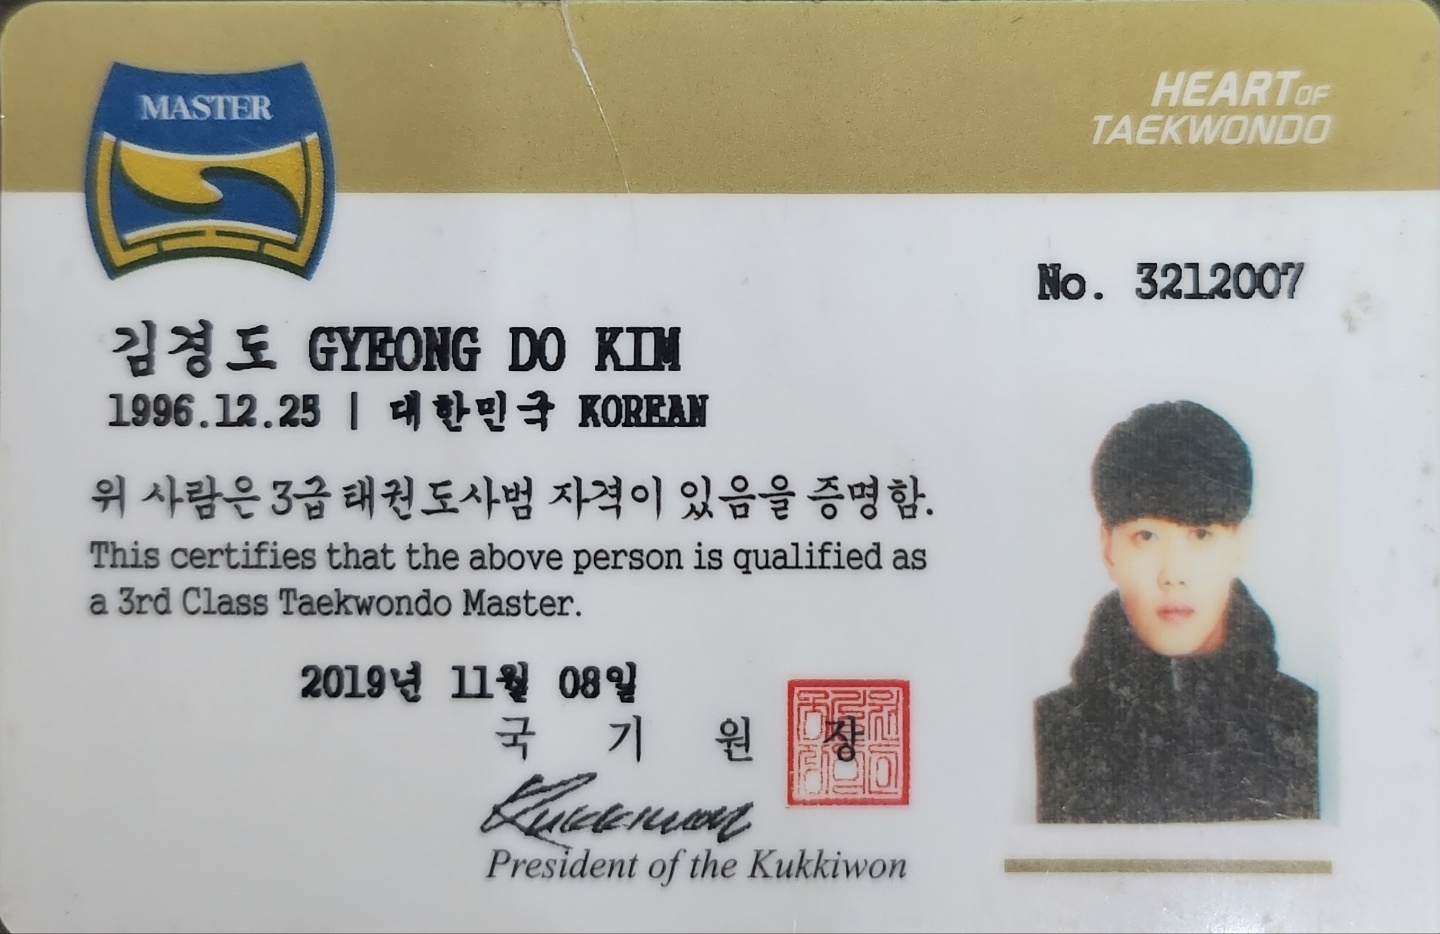 MASTER
HEART OF
TAEKWONDO
No. 3212007
김경도 GYEONG DO KIM
1996.12.25 | 대한민국 KOREAN
위 사람은 3급 태권도사범 자격이 있음을 증명함.
This certifies that the above person is qualified as
a 3rd Class Taekwondo Master.
2019년 11월 08일
국 기 원 장
Kukkiwon
President of the Kukkiwon